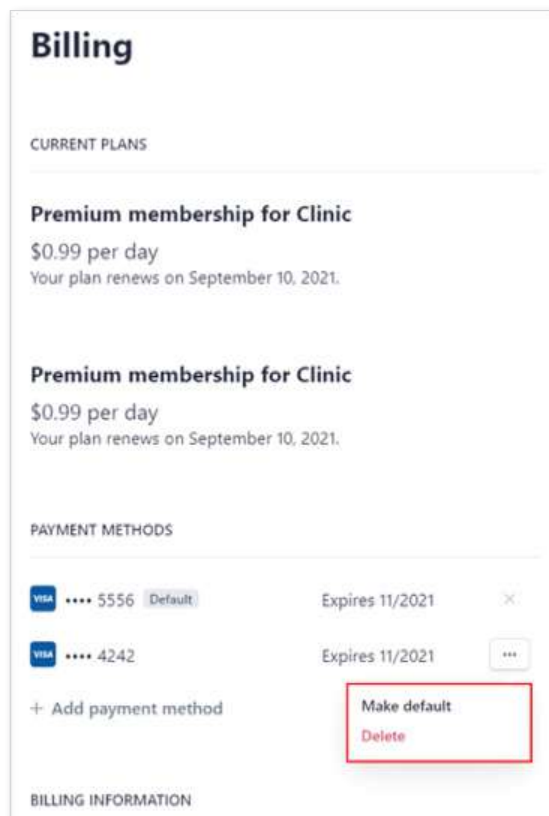 Billing
CURRENT PLANS
Premium membership for Clinic
$0.99 per day
Your plan renews on September 10, 2021.
Premium membership for Clinic
$0.99 per day
Your plan renews on September 10, 2021.
PAYMENT METHODS
VISA •••• 5556 Default Expires 11/2021 ×
VISA •••• 4242 Expires 11/2021 •••
+ Add payment method
Make default
Delete
BILLING INFORMATION